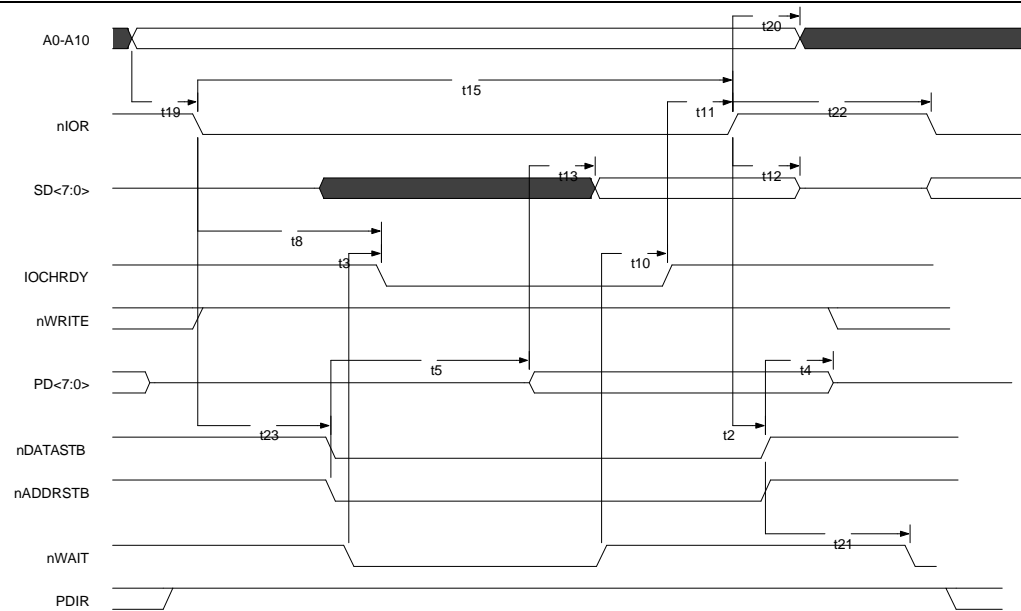 t20
A0-A10
t15
t19
t11
t22
nIOR
t13
t12
SD<7:0>
t8
t3
t10
IOCHRDY
nWRITE
t5
t4
PD<7:0>
t23
t2
nDATASTB
nADDRSTB
t21
nWAIT
PDIR